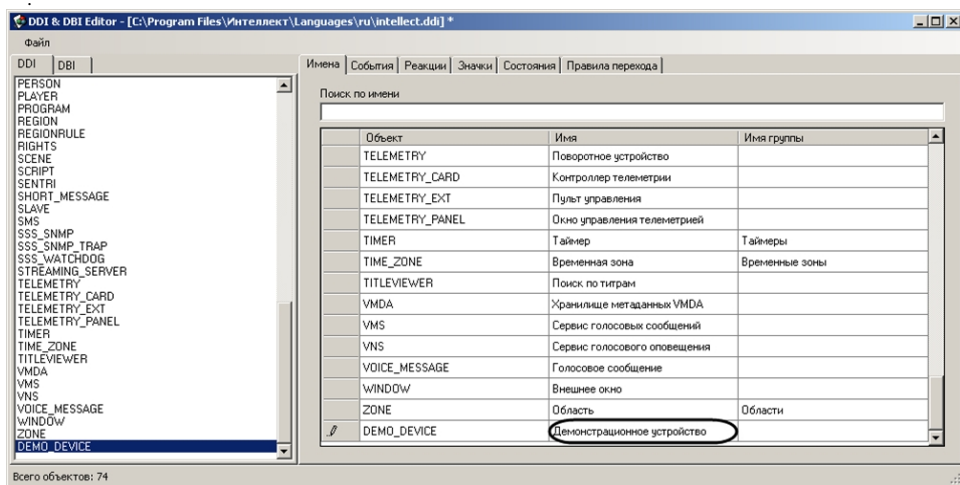 DDI & DBI Editor - [C:\Program Files\Интеллект\Languages\ru\intellect.ddi] *
Файл
DDI DBI
PERSON
PLAYER
PROGRAM
REGION
REGIONRULE
RIGHTS
SCENE
SCRIPT
SENTRI
SHORT_MESSAGE
SLAVE
SMS
SSS_SNMP
SSS_SNMP_TRAP
SSS_WATCHDOG
STREAMING_SERVER
TELEMETRY
TELEMETRY_CARD
TELEMETRY_EXT
TELEMETRY_PANEL
TIMER
TIME_ZONE
TITLEVIEWER
VMDA
VMS
VNS
VOICE_MESSAGE
WINDOW
ZONE
DEMO_DEVICE
Имена События Реакции Значки Состояния Правила перехода
Поиск по имени
Объект Имя Имя группы
TELEMETRY Поворотное устройство
TELEMETRY_CARD Контроллер телеметрии
TELEMETRY_EXT Пульт управления
TELEMETRY_PANEL Окно управления телеметрией
TIMER Таймер Таймеры
TIME_ZONE Временная зона Временные зоны
TITLEVIEWER Поиск по титрам
VMDA Хранилище метаданных VMDA
VMS Сервис голосовых сообщений
VNS Сервис голосового оповещения
VOICE_MESSAGE Голосовое сообщение
WINDOW Внешнее окно
ZONE Область Области
DEMO_DEVICE Демонстрационное устройство
Всего объектов: 74